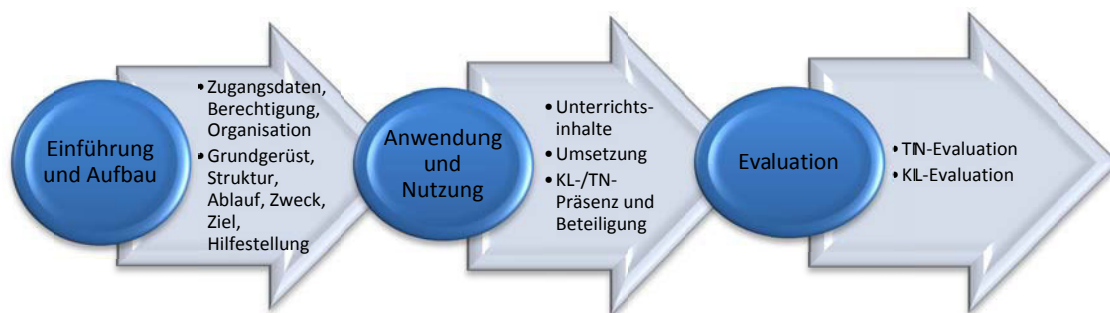 Einführung
und Aufbau
• Zugangsdaten,
Berechtigung,
Organisation
• Grundgerüst,
Struktur,
Ablauf, Zweck,
Ziel,
Hilfestellung
Anwendung
und
Nutzung
• Unterrichts-
inhalte
• Umsetzung
• KL-/TN-
Präsenz und
Beteiligung
Evaluation
• TN-Evaluation
• KL-Evaluation